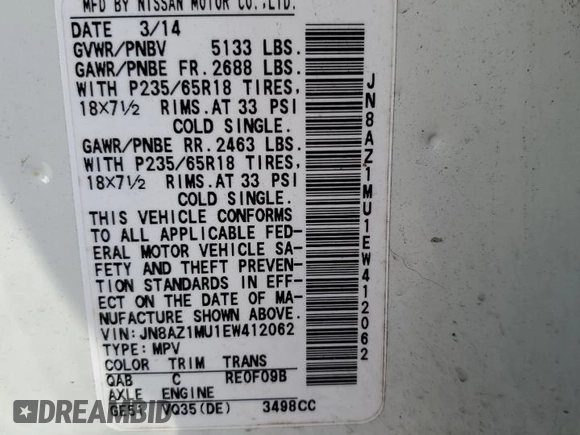 MFD BY NISSAN MOTOR CO.,LTD.
DATE 3/14
GVWR/PNBV 5133 LBS.
GAWR/PNBE FR. 2688 LBS.
WITH P235/65R18 TIRES,
18X7½ RIMS. AT 33 PSI
COLD SINGLE.
GAWR/PNBE RR. 2463 LBS.
WITH P235/65R18 TIRES,
18X7½ RIMS. AT 33 PSI
COLD SINGLE.
THIS VEHICLE CONFORMS
TO ALL APPLICABLE FED-
ERAL MOTOR VEHICLE SA-
FETY AND THEFT PREVEN-
TION STANDARDS IN EFF-
ECT ON THE DATE OF MA-
NUFACTURE SHOWN ABOVE.
VIN: JN8AZ1MU1EW412062
TYPE: MPV
COLOR TRIM TRANS
QAB C RE0F09B
AXLE ENGINE
VQ35(DE) 3498CC
JN8AZ1MU1EW412062
DREAMBID